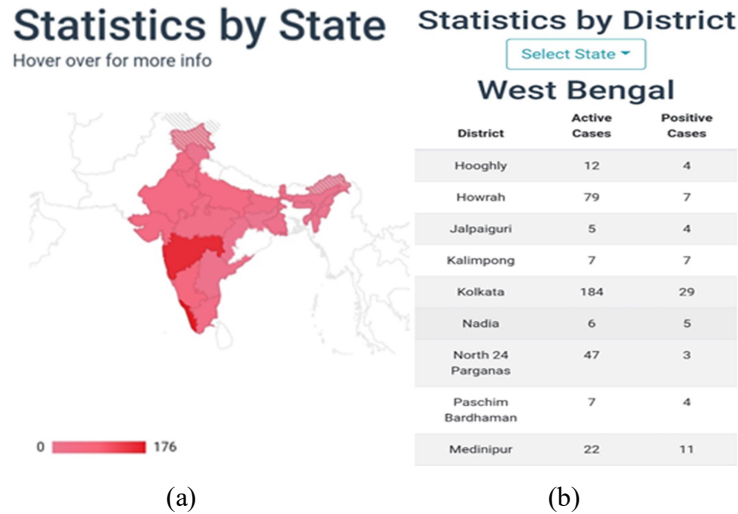 Statistics by State
Hover over for more info
0 176
(a)
Statistics by District
Select State
West Bengal
District Active Cases Positive Cases
Hooghly 12 4
Howrah 79 7
Jalpaiguri 5 4
Kalimpong 7 7
Kolkata 184 29
Nadia 6 5
North 24 Parganas 47 3
Paschim Bardhaman 7 4
Medinipur 22 11
(b)